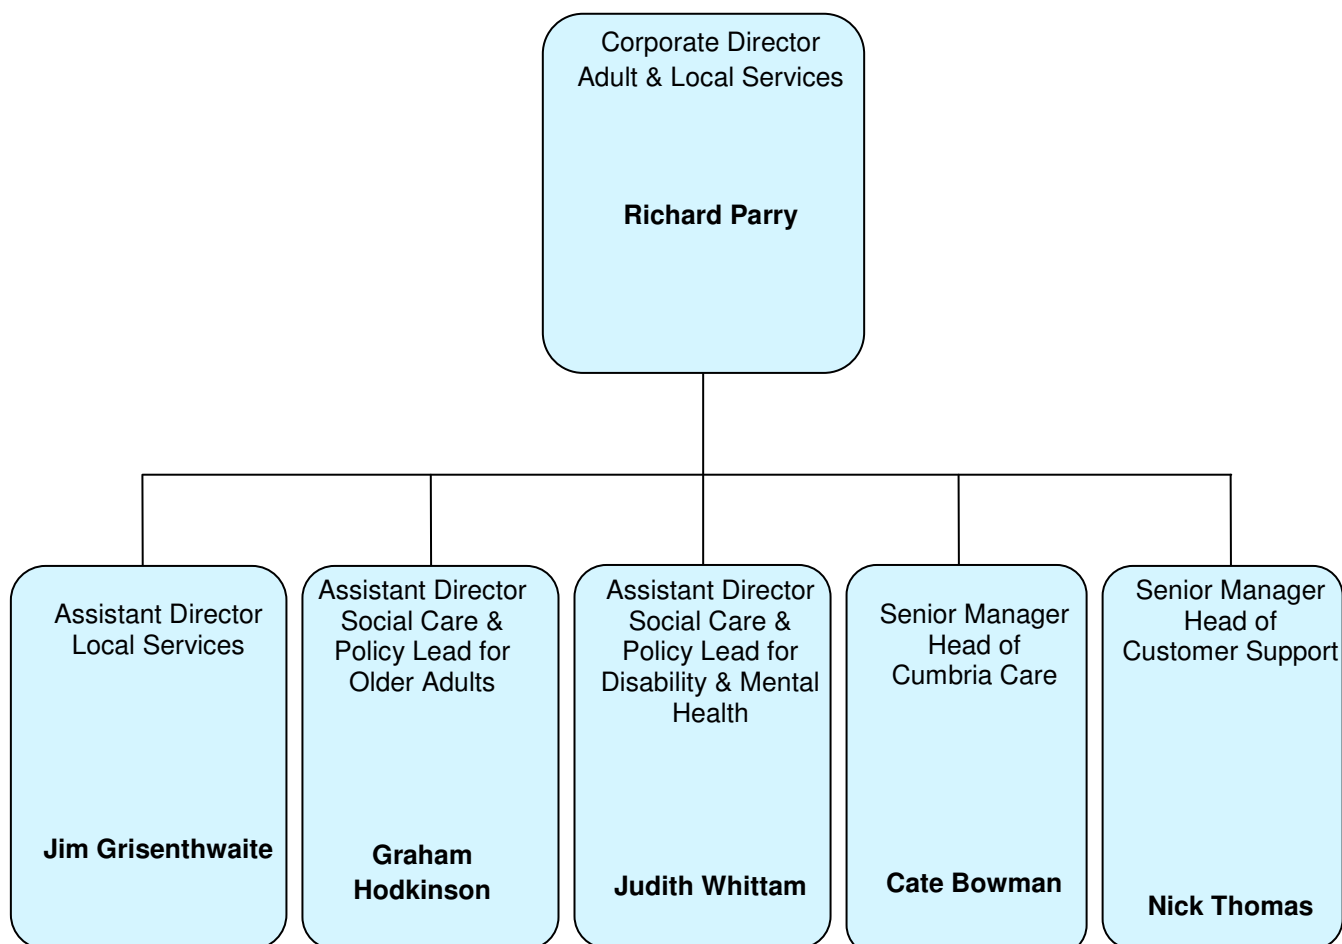 Corporate Director
Adult & Local Services
Richard Parry
Assistant Director
Local Services
Jim Grisenthwaite
Assistant Director
Social Care &
Policy Lead for
Older Adults
Graham
Hodkinson
Assistant Director
Social Care &
Policy Lead for
Disability & Mental
Health
Judith Whittam
Senior Manager
Head of
Cumbria Care
Cate Bowman
Senior Manager
Head of
Customer Support
Nick Thomas